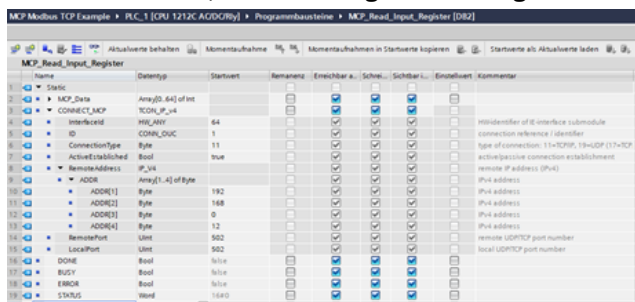 MCP Modbus TCP Example ▸ PLC_1 [CPU 1212C AC/DC/Rly] ▸ Programmbausteine ▸ MCP_Read_Input_Register [DB2]
Aktualwerte behalten Momentaufnahme Momentaufnahmen in Startwerte kopieren Startwerte als Aktualwerte laden
MCP_Read_Input_Register
Name Datentyp Startwert Remanenz Erreichbar a... Schrei... Sichtbar i... Einstellwert Kommentar
1 Static
2 MCP_Data Array[0..64] of Int
3 CONNECT_MCP TCON_IP_v4
4 InterfaceId HW_ANY 64 HW-identifier of IE-interface submodule
5 ID CONN_OUC 1 connection reference / identifier
6 ConnectionType Byte 11 type of connection: 11=TCP/IP, 19=UDP (17=TCP
7 ActiveEstablished Bool true active/passive connection establishment
8 RemoteAddress IP_V4 remote IP address (IPv4)
9 ADDR Array[1..4] of Byte IPv4 address
10 ADDR[1] Byte 192 IPv4 address
11 ADDR[2] Byte 168 IPv4 address
12 ADDR[3] Byte 0 IPv4 address
13 ADDR[4] Byte 12 IPv4 address
14 RemotePort UInt 502 remote UDP/TCP port number
15 LocalPort UInt 502 local UDP/TCP port number
16 DONE Bool false
17 BUSY Bool false
18 ERROR Bool false
19 STATUS Word 16#0